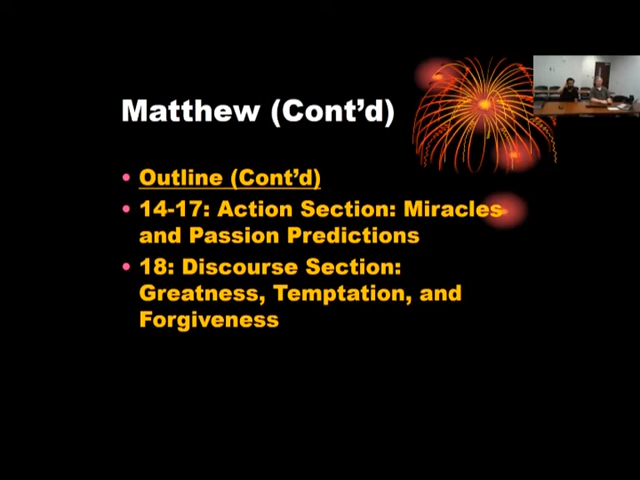 Matthew (Cont'd)
• Outline (Cont'd)
• 14-17: Action Section: Miracles
and Passion Predictions
• 18: Discourse Section:
Greatness, Temptation, and
Forgiveness